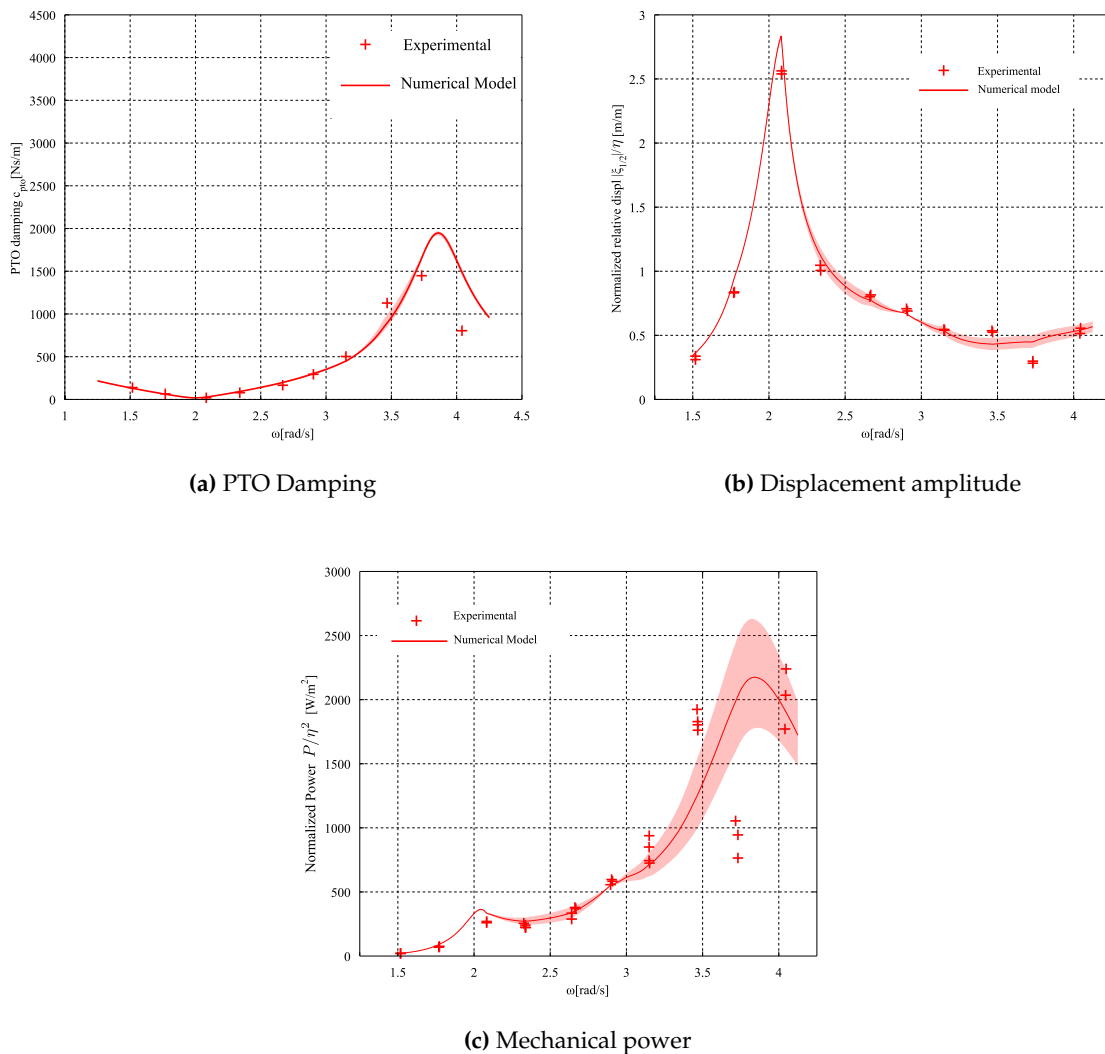 4500
4000
3500
3000
2500
2000
1500
1000
500
0
1
1.5
2
2.5
3
3.5
4
4.5
PTO damping c_pto[Ns/m]
ω[rad/s]
Experimental
Numerical Model
(a) PTO Damping
3
2.5
2
1.5
1
0.5
0
1.5
2
2.5
3
3.5
4
Normalized relative displ |ξ_{1/2}|/η [m/m]
ω[rad/s]
Experimental
Numerical model
(b) Displacement amplitude
3000
2500
2000
1500
1000
500
0
1.5
2
2.5
3
3.5
4
Normalized Power P/η² [W/m²]
ω[rad/s]
Experimental
Numerical Model
(c) Mechanical power